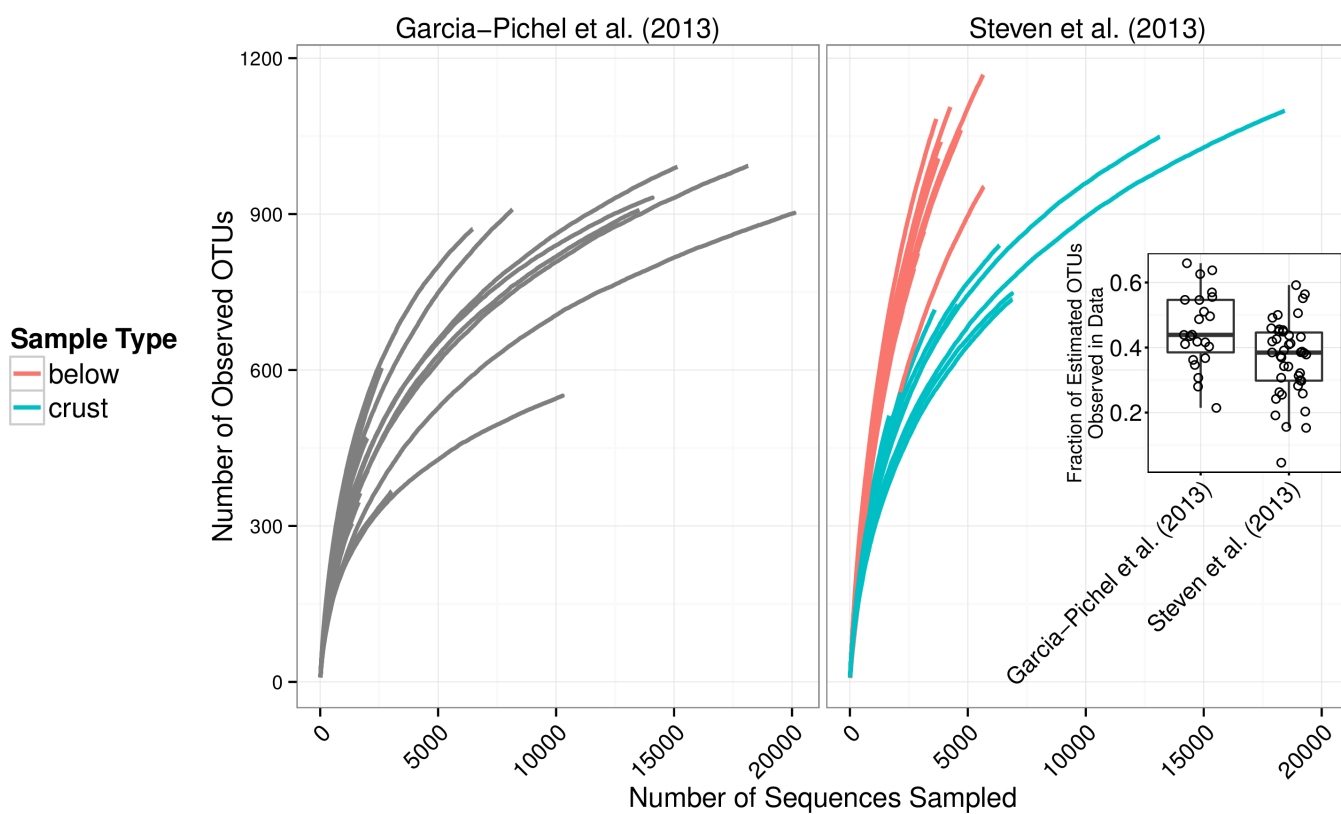 Garcia−Pichel et al. (2013)
Steven et al. (2013)
Number of Observed OTUs
1200
900
600
300
0
0
5000
10000
15000
20000
0
5000
10000
15000
20000
Number of Sequences Sampled
Sample Type
below
crust
Fraction of Estimated OTUs
Observed in Data
0.6
0.4
0.2
Garcia−Pichel et al. (2013)
Steven et al. (2013)